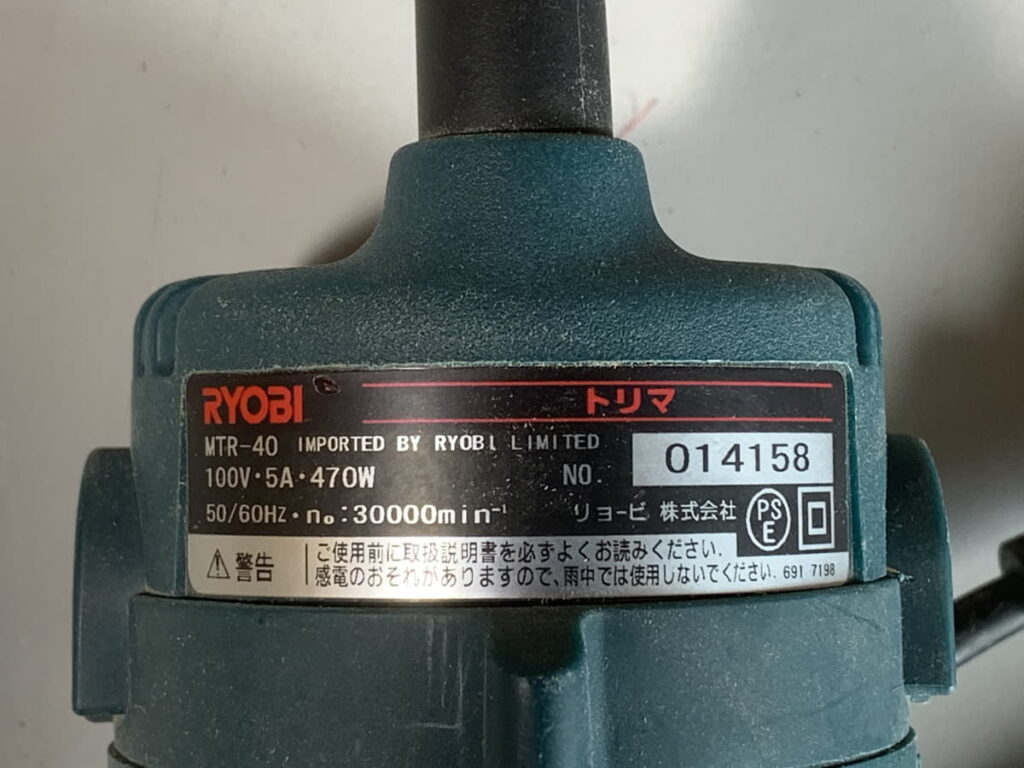 RYOBI トリマ
MTR-40 IMPORTED BY RYOBI LIMITED
100V・5A・470W NO. 014158
50/60Hz・n₀:30000min⁻¹ リョービ 株式会社 PSE
警告 ご使用前に取扱説明書を必ずよくお読みください.
感電のおそれがありますので、雨中では使用しないでください. 691 7198